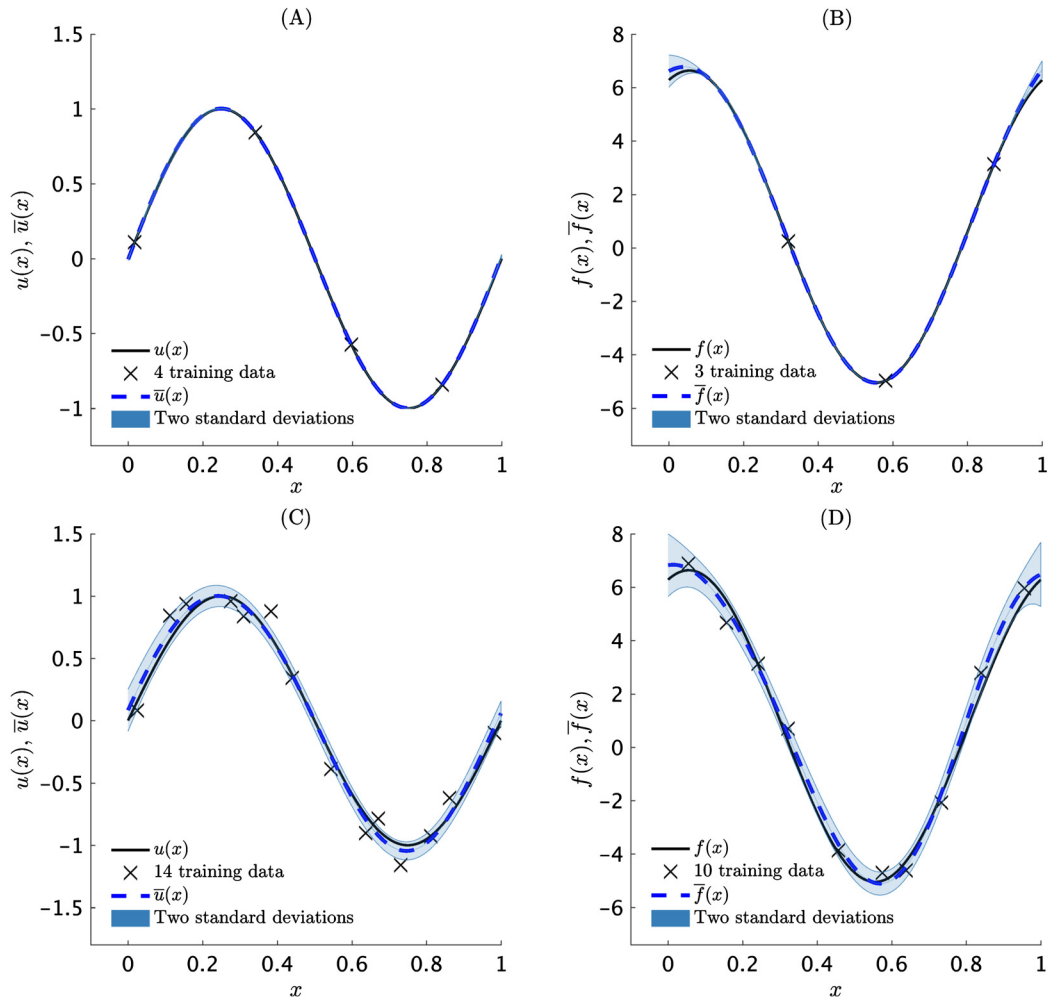 (A)
1.5
1
0.5
0
-0.5
-1
u(x), u̅(x)
u(x)
4 training data
u̅(x)
Two standard deviations
0 0.2 0.4 0.6 0.8 1
x
(B)
8
6
4
2
0
-2
-4
-6
f(x), f̅(x)
f(x)
3 training data
f̅(x)
Two standard deviations
0 0.2 0.4 0.6 0.8 1
x
(C)
1.5
1
0.5
0
-0.5
-1
-1.5
u(x), u̅(x)
u(x)
14 training data
u̅(x)
Two standard deviations
0 0.2 0.4 0.6 0.8 1
x
(D)
8
6
4
2
0
-2
-4
-6
f(x), f̅(x)
f(x)
10 training data
f̅(x)
Two standard deviations
0 0.2 0.4 0.6 0.8 1
x